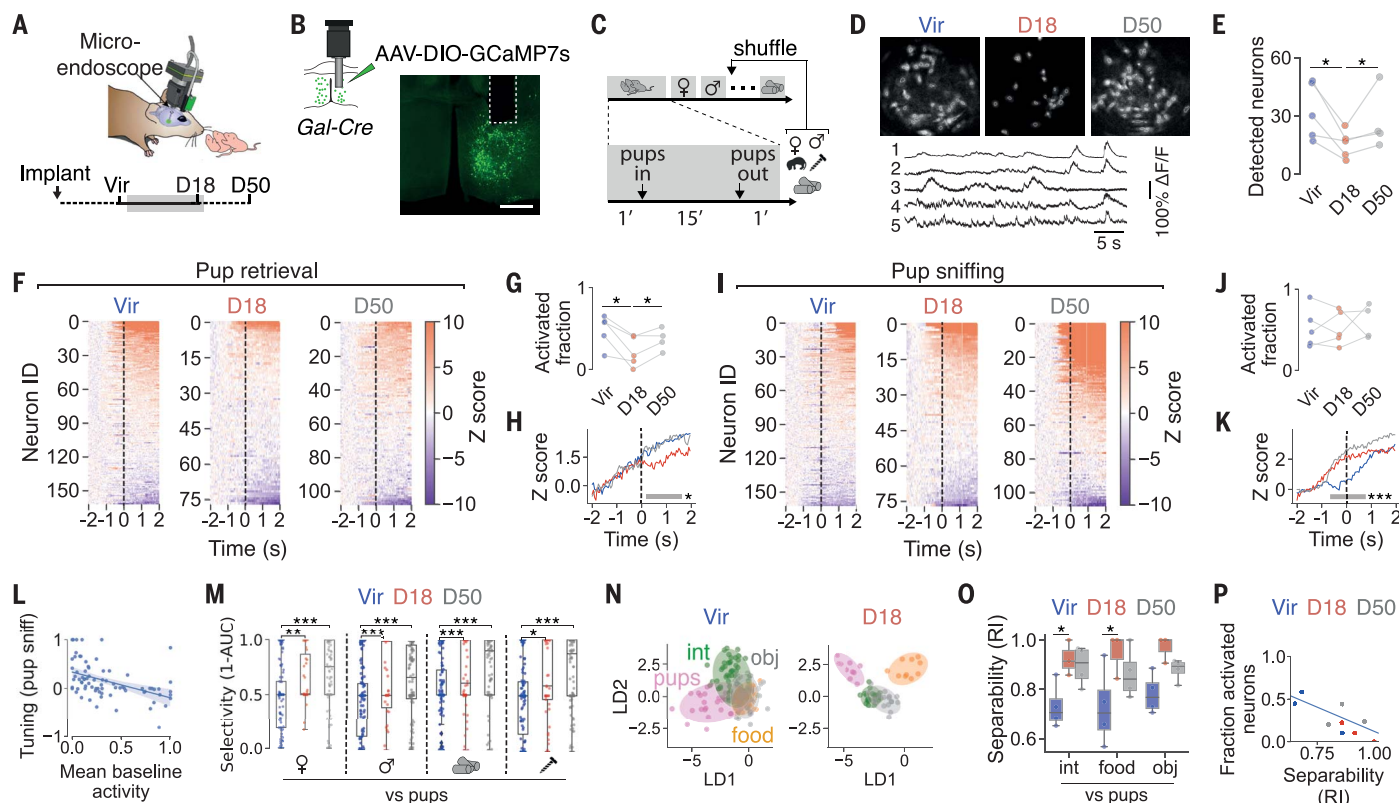 A
Micro-
endoscope
Implant
Vir
D18
D50
B
AAV-DIO-GCaMP7s
Gal-Cre
C
shuffle
♀ ♂
pups
in
pups
out
♀ ♂
1′ 15′ 1′
D
Vir D18 D50
1
2
3
4
5
100% ΔF/F
5 s
E
Detected neurons
60
30
0
* *
Vir
D18
D50
F
Pup retrieval
Vir D18 D50
Neuron ID
0
30
60
90
120
150
0
15
30
45
60
75
0
20
40
60
80
100
-2 -1 0 1 2
-2 -1 0 1 2
-2 -1 0 1 2
Time (s)
10
5
0
−5
−10
Z score
G
Activated
fraction
1
0
* *
Vir
D18
D50
H
Z score
1.5
0.0
*
-2 -1 0 1 2
Time (s)
I
Pup sniffing
Vir D18 D50
Neuron ID
0
30
60
90
120
150
0
15
30
45
60
75
0
20
40
60
80
100
-2 -1 0 1 2
-2 -1 0 1 2
-2 -1 0 1 2
Time (s)
10
5
0
−5
−10
Z score
J
Activated
fraction
1
0
Vir
D18
D50
K
Z score
2
0
***
-2 -1 0 1 2
Time (s)
L
Tuning (pup sniff)
1
0
−1
0.0 0.5 1.0
Mean baseline
activity
M
Vir D18 D50
Selectivity (1-AUC)
1.0
0.5
0.0
*** *** *** ***
** *** *** *
♀ ♂
vs pups
N
Vir D18
LD2
2.5
0
−2.5
int
obj
pups
food
−5 0
LD1
2.5
0
−2.5
−5 0
LD1
O
Vir D18 D50
Separability (RI)
1.0
0.8
0.6
* *
int food obj
vs pups
P
Vir D18 D50
Fraction activated
neurons
1.0
0.5
0.0
0.75 1.00
Separability
(RI)